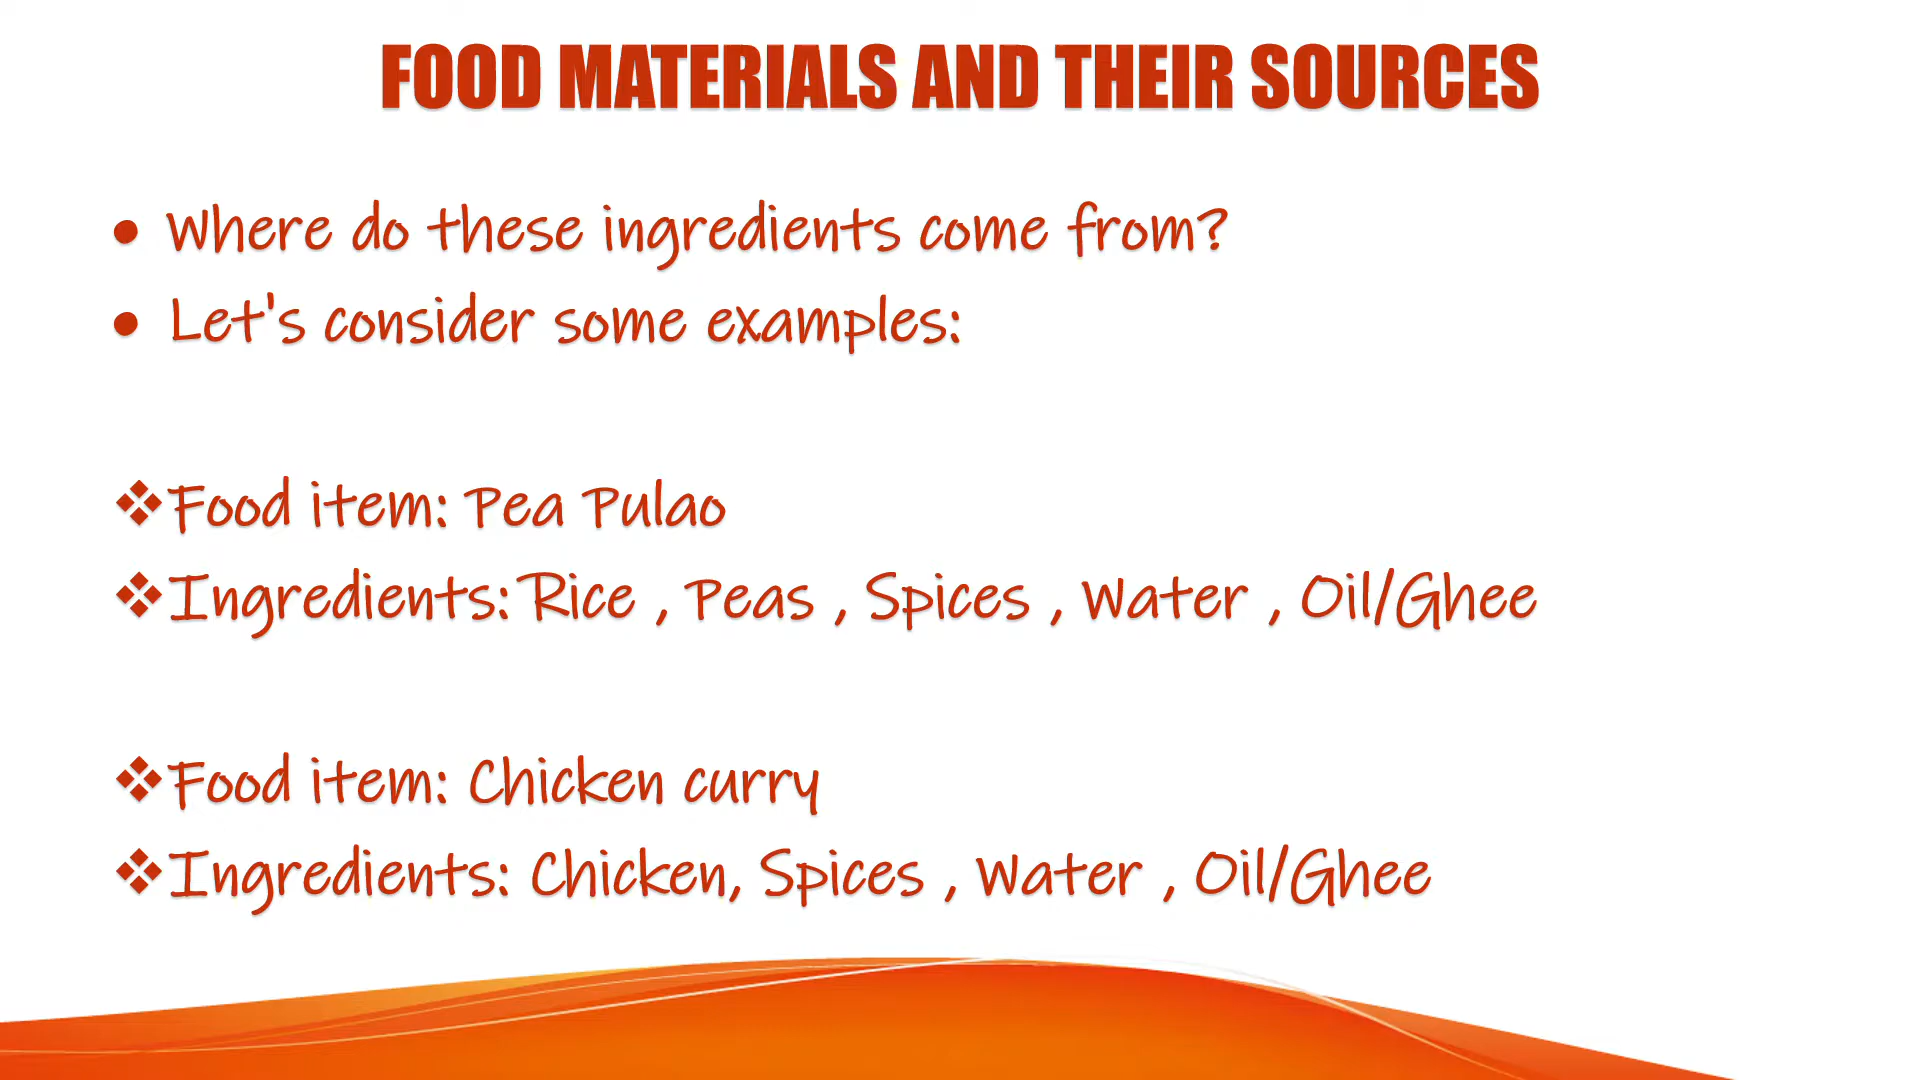 FOOD MATERIALS AND THEIR SOURCES
• Where do these ingredients come from?
• Let's consider some examples:
❖Food item: Pea Pulao
❖Ingredients: Rice , Peas , Spices , Water , Oil/Ghee
❖Food item: Chicken curry
❖Ingredients: Chicken, Spices , Water , Oil/Ghee